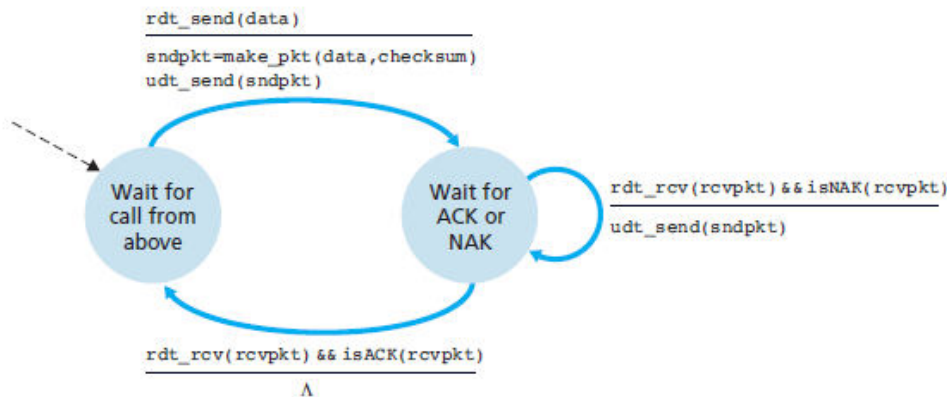 rdt_send(data)
sndpkt=make_pkt(data,checksum)
udt_send(sndpkt)
Wait for
call from
above
Wait for
ACK or
NAK
rdt_rcv(rcvpkt) && isNAK(rcvpkt)
udt_send(sndpkt)
rdt_rcv(rcvpkt) && isACK(rcvpkt)
Λ